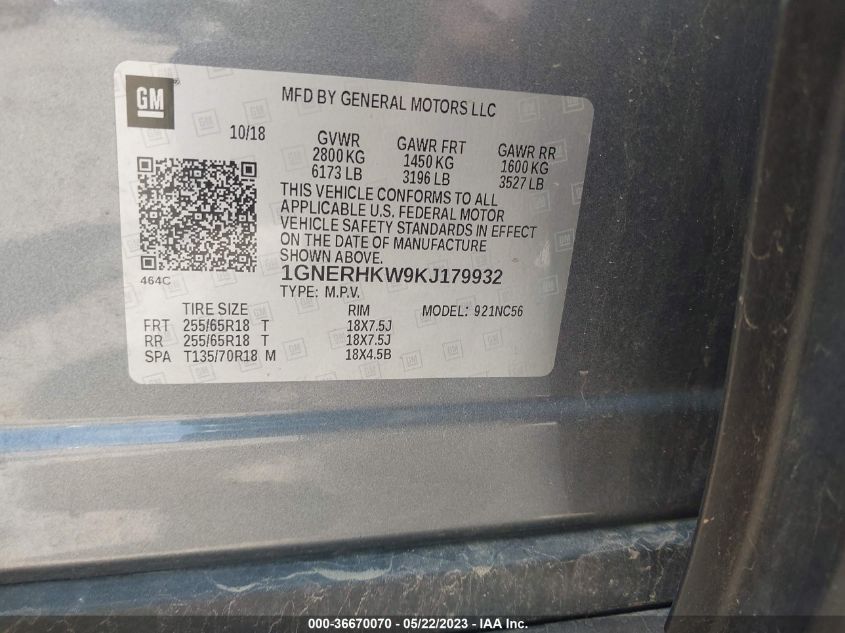 GM
MFD BY GENERAL MOTORS LLC
10/18
GVWR GAWR FRT GAWR RR
2800 KG 1450 KG 1600 KG
6173 LB 3196 LB 3527 LB
THIS VEHICLE CONFORMS TO ALL
APPLICABLE U.S. FEDERAL MOTOR
VEHICLE SAFETY STANDARDS IN EFFECT
ON THE DATE OF MANUFACTURE
SHOWN ABOVE.
464C
1GNERHKW9KJ179932
TYPE: M.P.V.
TIRE SIZE RIM MODEL: 921NC56
FRT 255/65R18 T 18X7.5J
RR 255/65R18 T 18X7.5J
SPA T135/70R18 M 18X4.5B
000-36670070 - 05/22/2023 - IAA Inc.